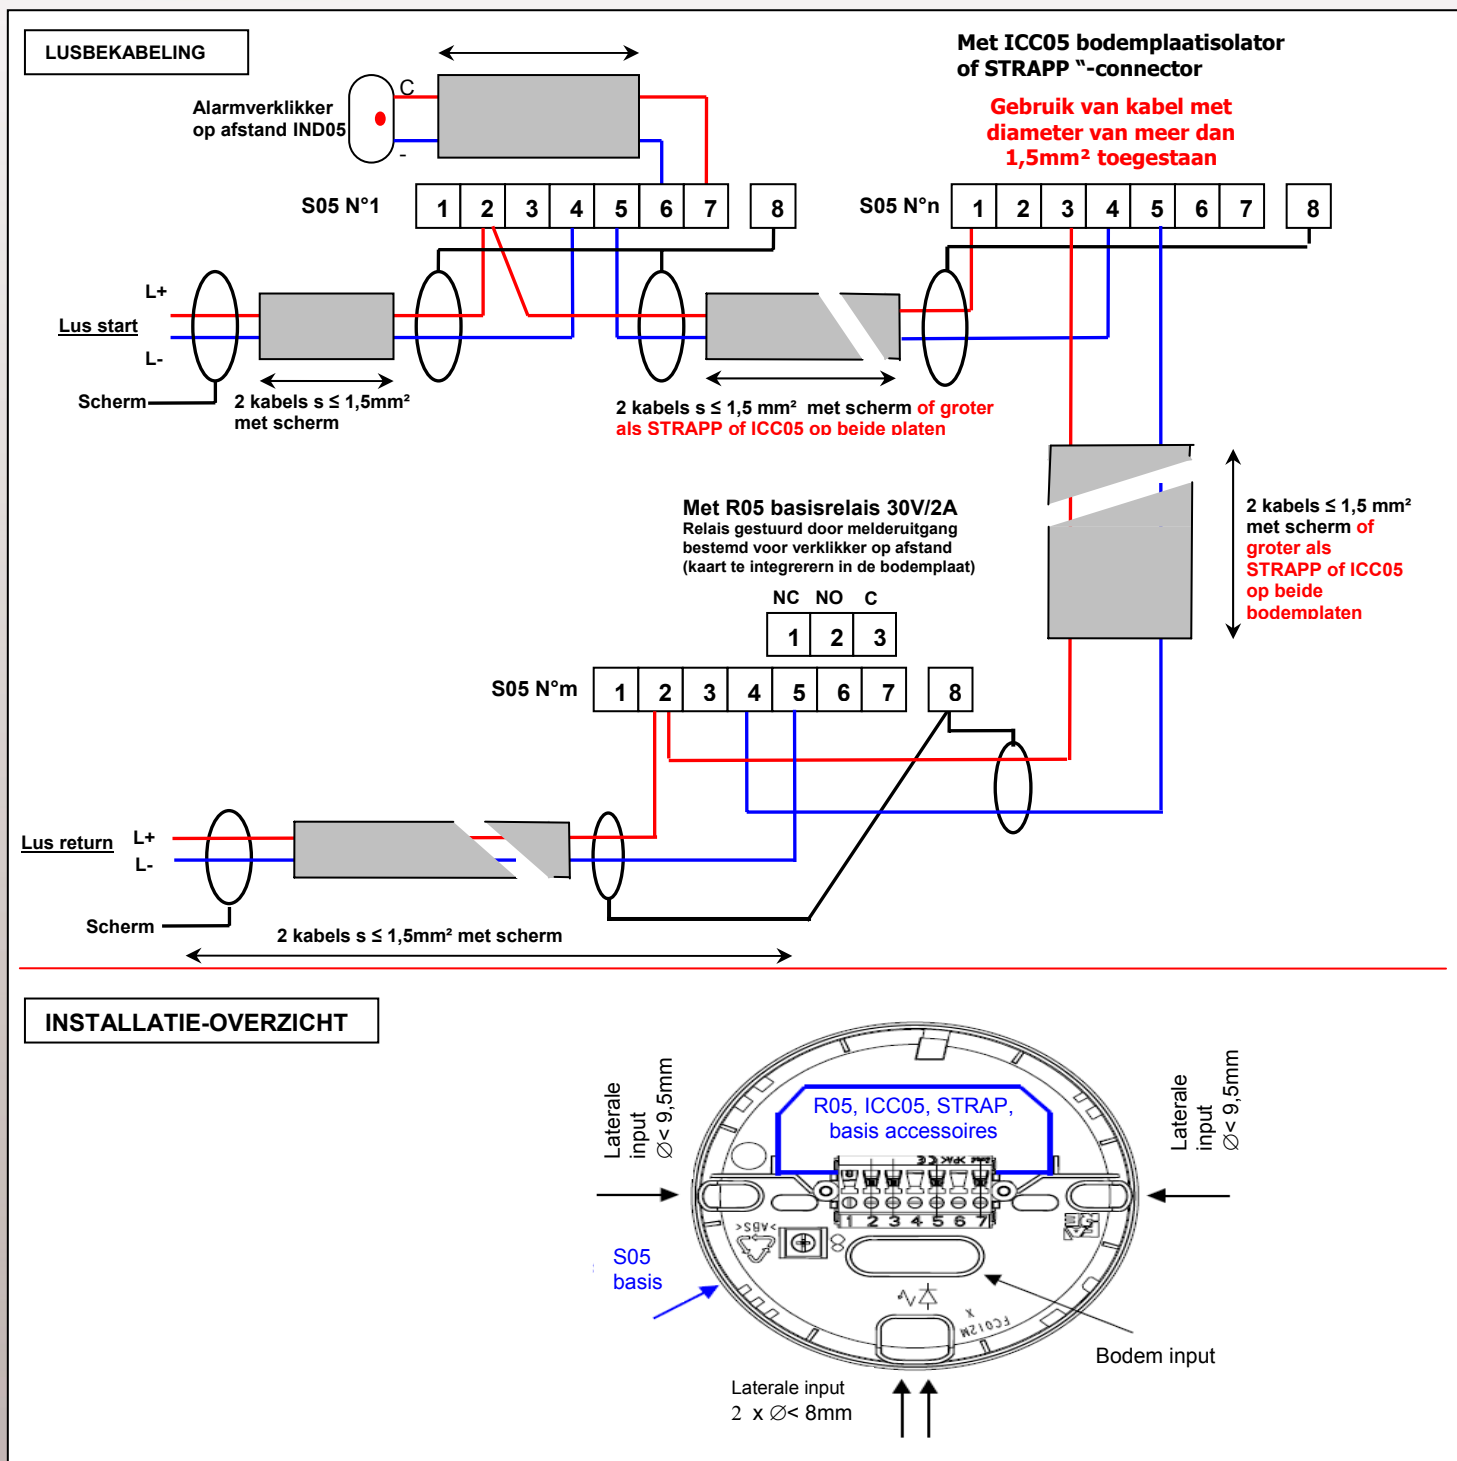 LUSBEKABELING
Met ICC05 bodemplaatisolator
of STRAPP “-connector
Gebruik van kabel met
diameter van meer dan
1,5mm² toegestaan
Alarmverklikker
op afstand IND05
C
-
S05 N°1
1 2 3 4 5 6 7 8
S05 N°n
1 2 3 4 5 6 7 8
L+
Lus start
L-
Scherm
2 kabels s ≤ 1,5mm²
met scherm
2 kabels s ≤ 1,5 mm² met scherm of groter
als STRAPP of ICC05 op beide platen
2 kabels ≤ 1,5 mm²
met scherm of
groter als
STRAPP of ICC05
op beide
bodemplaten
Met R05 basisrelais 30V/2A
Relais gestuurd door melderuitgang
bestemd voor verklikker op afstand
(kaart te integrerern in de bodemplaat)
NC NO C
1 2 3
S05 N°m
1 2 3 4 5 6 7 8
Lus return
L+
L-
Scherm
2 kabels s ≤ 1,5mm² met scherm
INSTALLATIE-OVERZICHT
Laterale
input
∅< 9,5mm
Laterale
input
∅< 9,5mm
R05, ICC05, STRAP,
basis accessoires
1 2 3 4 5 6 7
>ABS<
8
S05
basis
FC012M
X
Bodem input
Laterale input
2 x ∅< 8mm